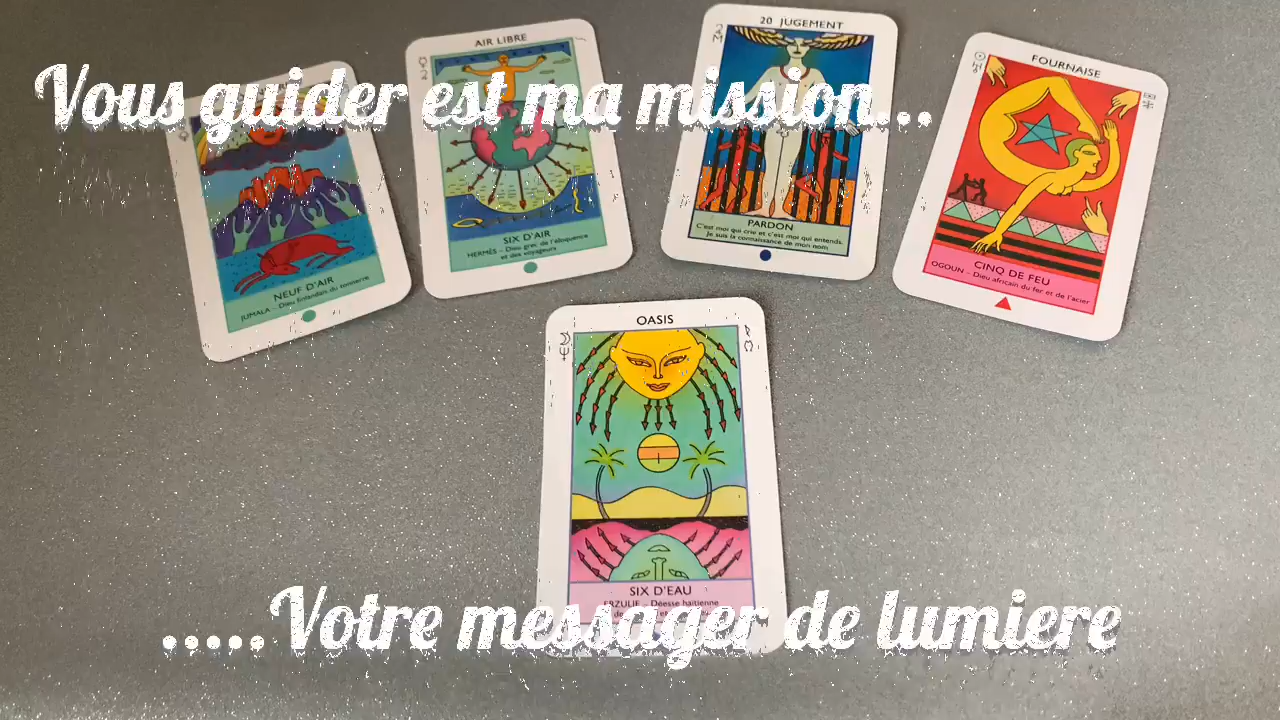 Vous guider est ma mission...
NEUF D'AIR
JUMALA – Dieu finlandais du tonnerre
AIR LIBRE
SIX D'AIR
HERMÈS – Dieu grec de l'éloquence
et des voyageurs
20 JUGEMENT
PARDON
C'est moi qui crie et c'est moi qui entends.
Je suis la connaissance de mon nom
FOURNAISE
CINQ DE FEU
OGOUN – Dieu africain du fer et de l'acier
OASIS
SIX D'EAU
ERZULIE – Déesse haïtienne
.....Votre messager de lumiere